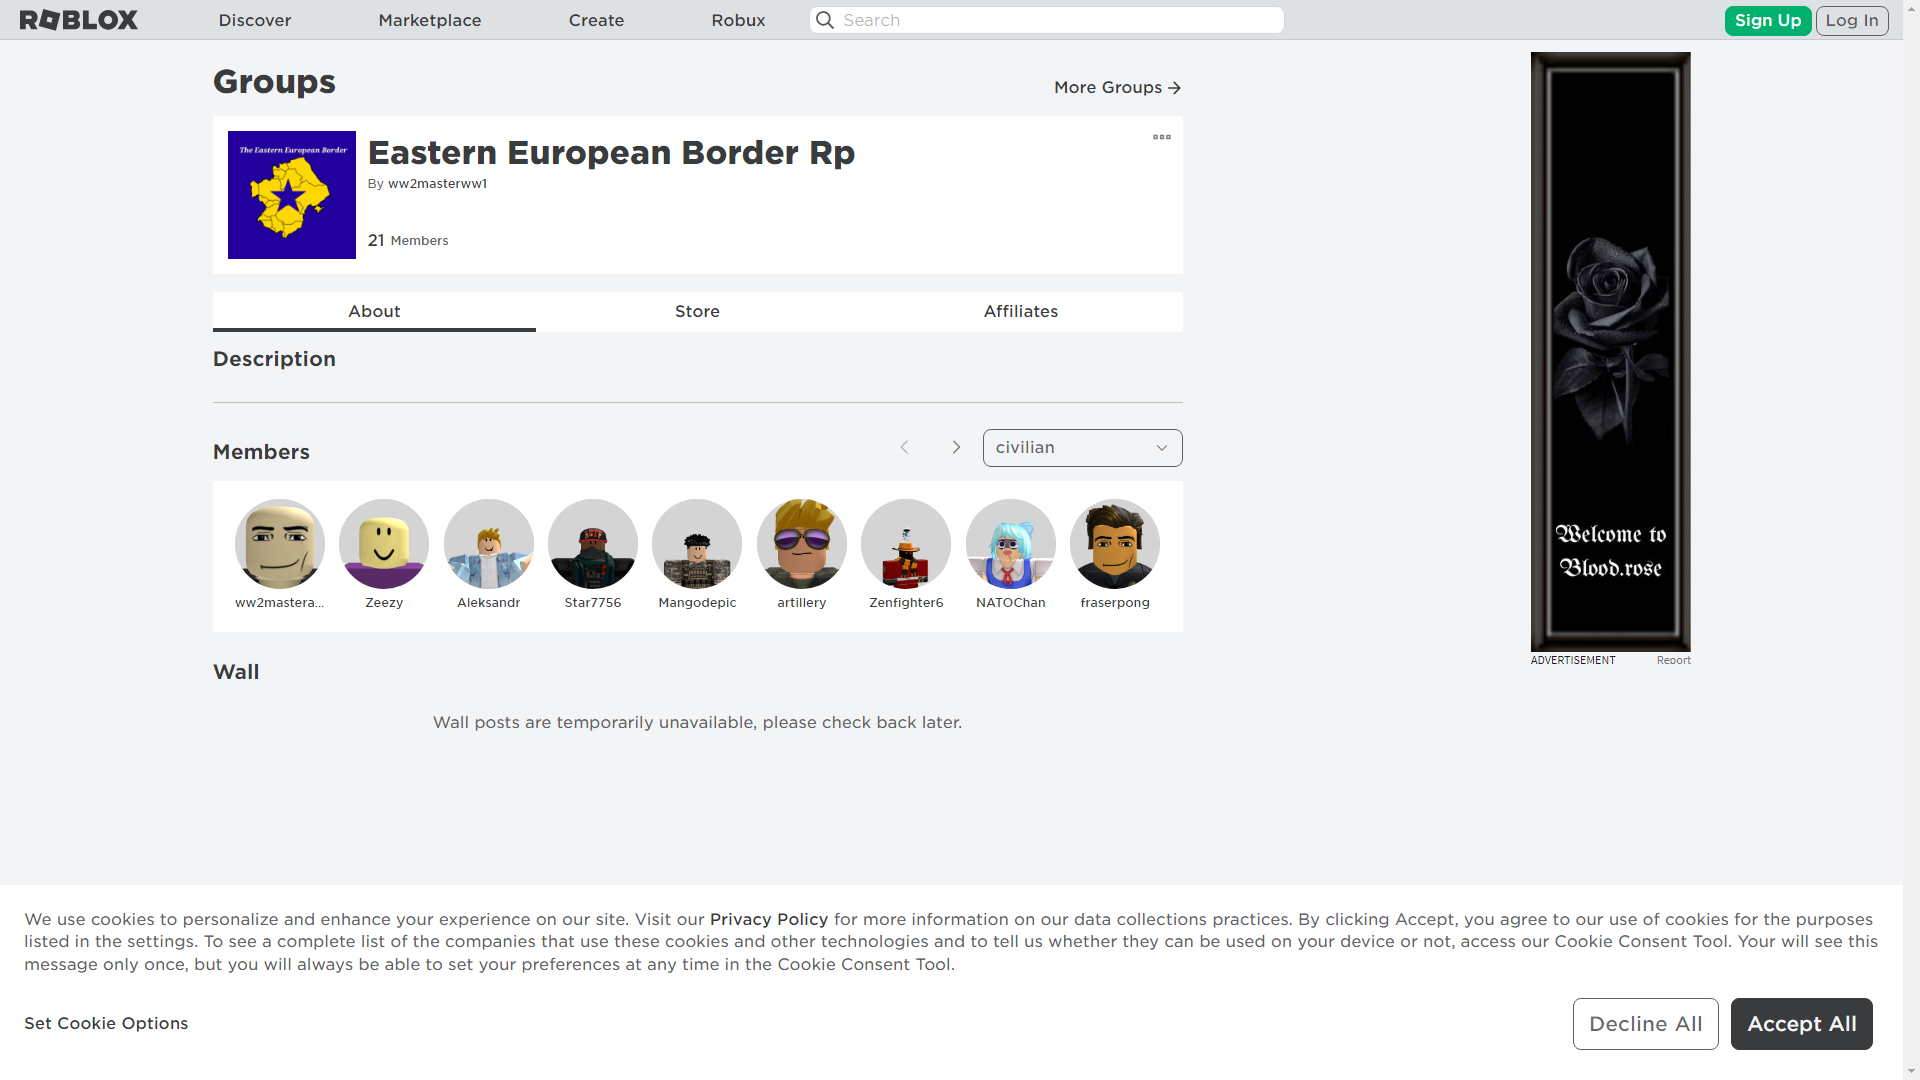 ROBLOX
Discover
Marketplace
Create
Robux
Search
Sign Up
Log In
Groups
More Groups
The Eastern European Border
Eastern European Border Rp
By ww2masterww1
21 Members
About
Store
Affiliates
Description
Members
civilian
ww2mastera...
Zeezy
Aleksandr
Star7756
Mangodepic
artillery
Zenfighter6
NATOChan
fraserpong
Wall
Wall posts are temporarily unavailable, please check back later.
Welcome to
Blood.rose
ADVERTISEMENT
Report
We use cookies to personalize and enhance your experience on our site. Visit our Privacy Policy for more information on our data collections practices. By clicking Accept, you agree to our use of cookies for the purposes
listed in the settings. To see a complete list of the companies that use these cookies and other technologies and to tell us whether they can be used on your device or not, access our Cookie Consent Tool. Your will see this
message only once, but you will always be able to set your preferences at any time in the Cookie Consent Tool.
Set Cookie Options
Decline All
Accept All